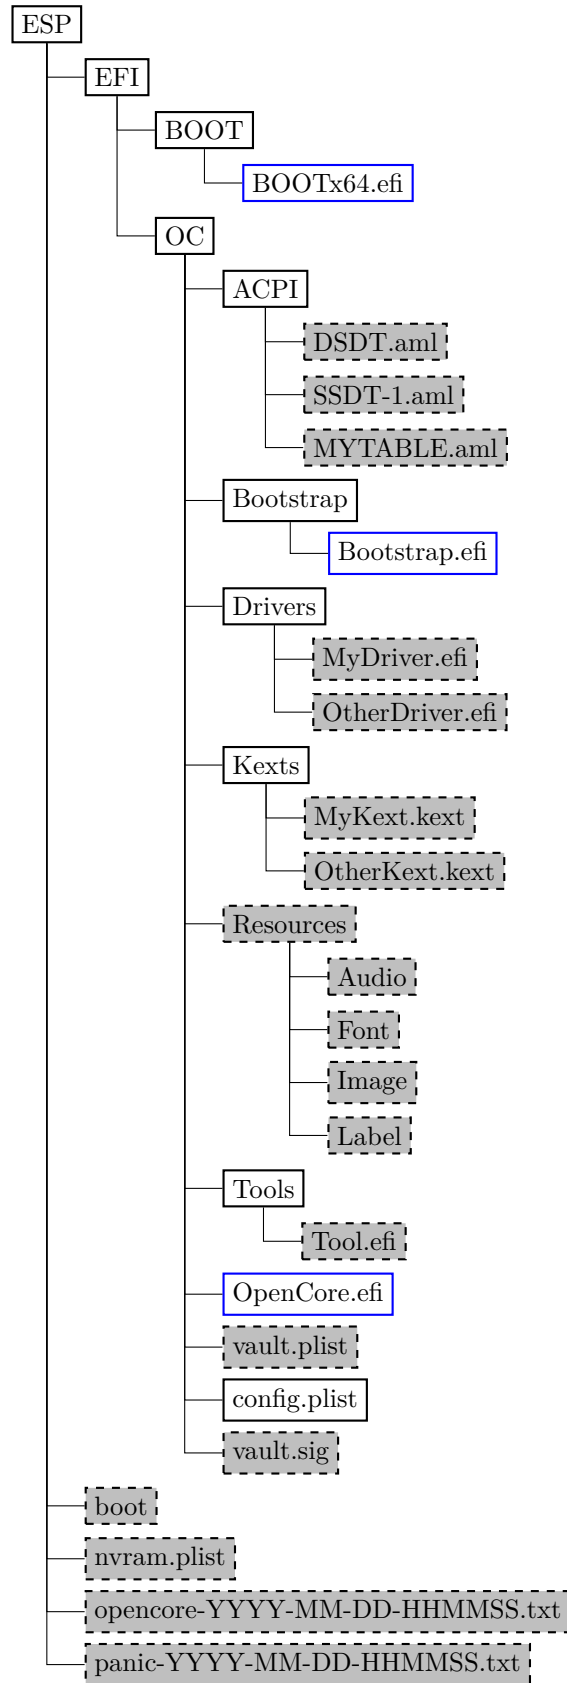 ESP
EFI
BOOT
BOOTx64.efi
OC
ACPI
DSDT.aml
SSDT-1.aml
MYTABLE.aml
Bootstrap
Bootstrap.efi
Drivers
MyDriver.efi
OtherDriver.efi
Kexts
MyKext.kext
OtherKext.kext
Resources
Audio
Font
Image
Label
Tools
Tool.efi
OpenCore.efi
vault.plist
config.plist
vault.sig
boot
nvram.plist
opencore-YYYY-MM-DD-HHMMSS.txt
panic-YYYY-MM-DD-HHMMSS.txt